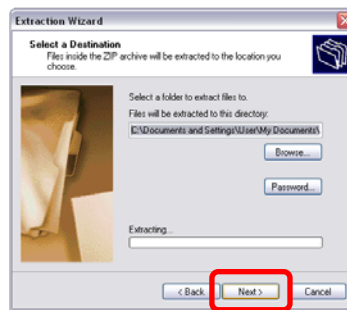 Extraction Wizard
Select a Destination
Files inside the ZIP archive will be extracted to the location you
choose.
Select a folder to extract files to.
Files will be extracted to this directory:
C:\Documents and Settings\User\My Documents\
Browse...
Password...
Extracting...
< Back
Next >
Cancel